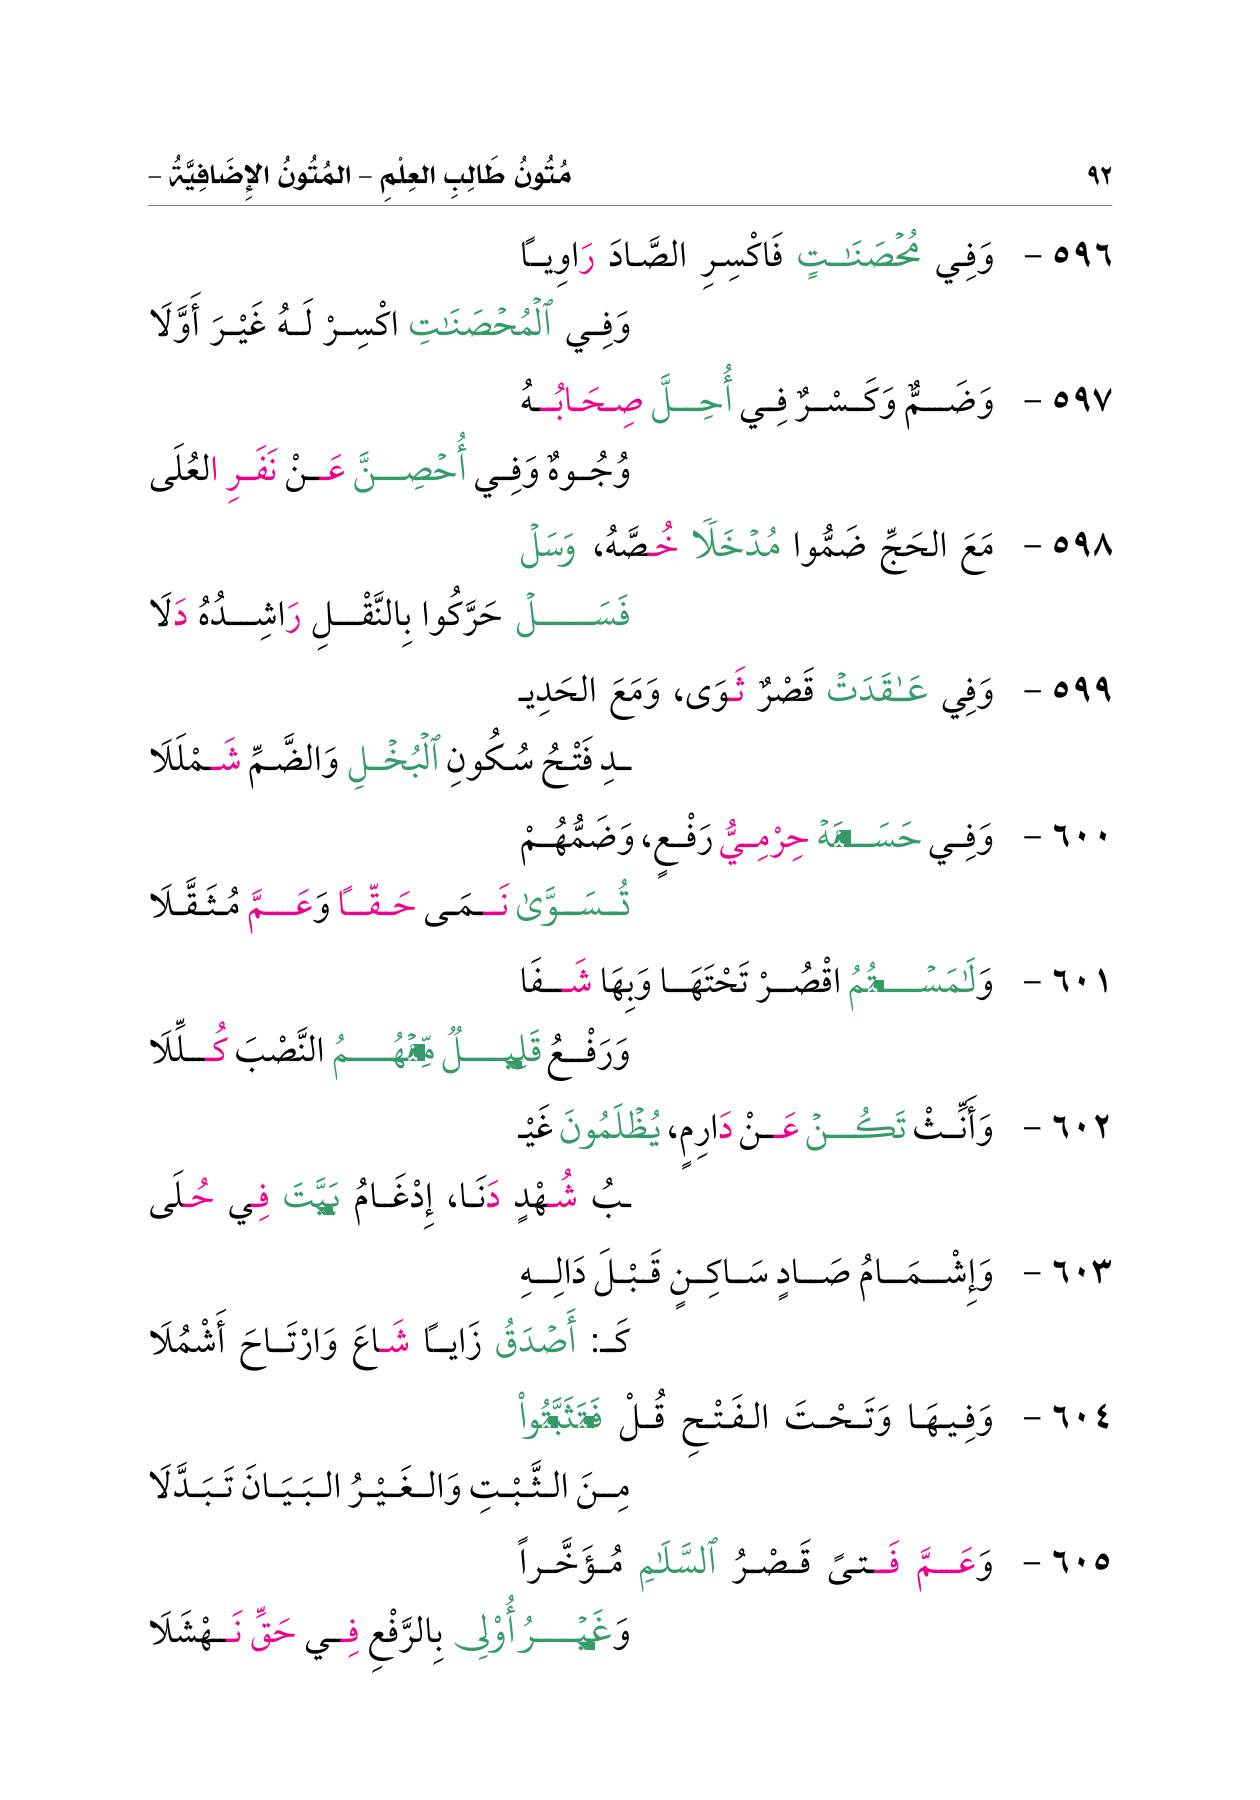 ٩٢ مُتُونُ طَالِبِ العِلْمِ – المُتُونُ الإِضَافِيَّةُ –
٥٩٦ – وَفِي مُحۡصَنَٰتٍ فَاكْسِرِ الصَّادَ رَاوِيًا
وَفِي ٱلۡمُحۡصَنَٰتِ اكْسِرْ لَهُ غَيْرَ أَوَّلَا
٥٩٧ – وَضَمٌّ وَكَسْرٌ فِي أُحِلَّ صِحَابُهُ
وُجُوهٌ وَفِي أُحۡصِنَّ عَنْ نَفَرِ العُلَى
٥٩٨ – مَعَ الحَجِّ ضَمُّوا مُدۡخَلًا خُصَّهُ، وَسَلۡ
فَسَلۡ حَرَّكُوا بِالنَّقْلِ رَاشِدُهُ دَلَا
٥٩٩ – وَفِي عَٰقَدَتۡ قَصْرٌ ثَوَى، وَمَعَ الحَدِيـ
ـدِ فَتْحُ سُكُونِ ٱلۡبُخۡلِ وَالضَّمِّ شَمْلَلَا
٦٠٠ – وَفِي حَسَنَةٗ حِرْمِيُّ رَفْعٍ، وَضَمُّهُمْ
تُسَوَّىٰ نَمَى حَقًّا وَعَمَّ مُثَقَّلَا
٦٠١ – وَلَٰمَسۡتُمُ اقْصُرْ تَحْتَهَا وَبِهَا شَفَا
وَرَفْعُ قَلِيلٞ مِّنۡهُمُ النَّصْبَ كُلِّلَا
٦٠٢ – وَأَنِّثْ تَكُنۡ عَنْ دَارِمٍ، يُظۡلَمُونَ غَيْـ
ـبُ شُهْدٍ دَنَا، إِدْغَامُ بَيَّتَ فِي حُلَى
٦٠٣ – وَإِشْمَامُ صَادٍ سَاكِنٍ قَبْلَ دَالِهِ
كَـ: أَصۡدَقُ زَايًا شَاعَ وَارْتَاحَ أَشْمُلَا
٦٠٤ – وَفِيهَا وَتَحْتَ الفَتْحِ قُلْ فَتَثَبَّتُواْ
مِنَ الثَّبْتِ وَالغَيْرُ البَيَانَ تَبَدَّلَا
٦٠٥ – وَعَمَّ فَتىً قَصْرُ ٱلسَّلَٰمِ مُؤَخَّراً
وَغَيۡرُ أُوْلِي بِالرَّفْعِ فِي حَقِّ نَهْشَلَا